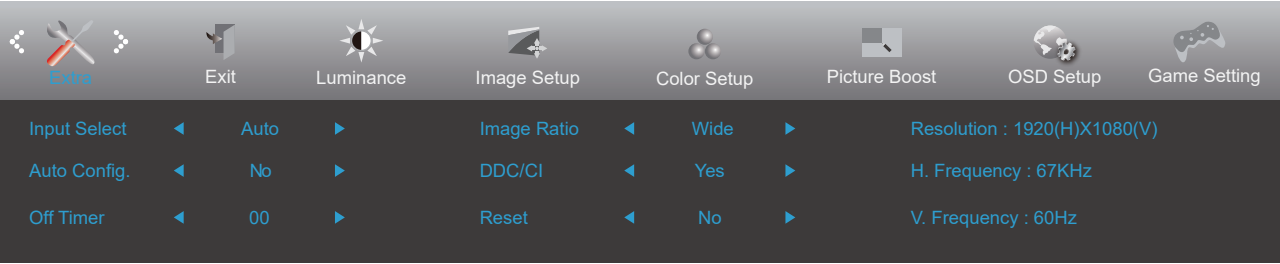 Extra Exit Luminance Image Setup Color Setup Picture Boost OSD Setup Game Setting
Input Select Auto Image Ratio Wide Resolution : 1920(H)X1080(V)
Auto Config. No DDC/CI Yes H. Frequency : 67KHz
Off Timer 00 Reset No V. Frequency : 60Hz